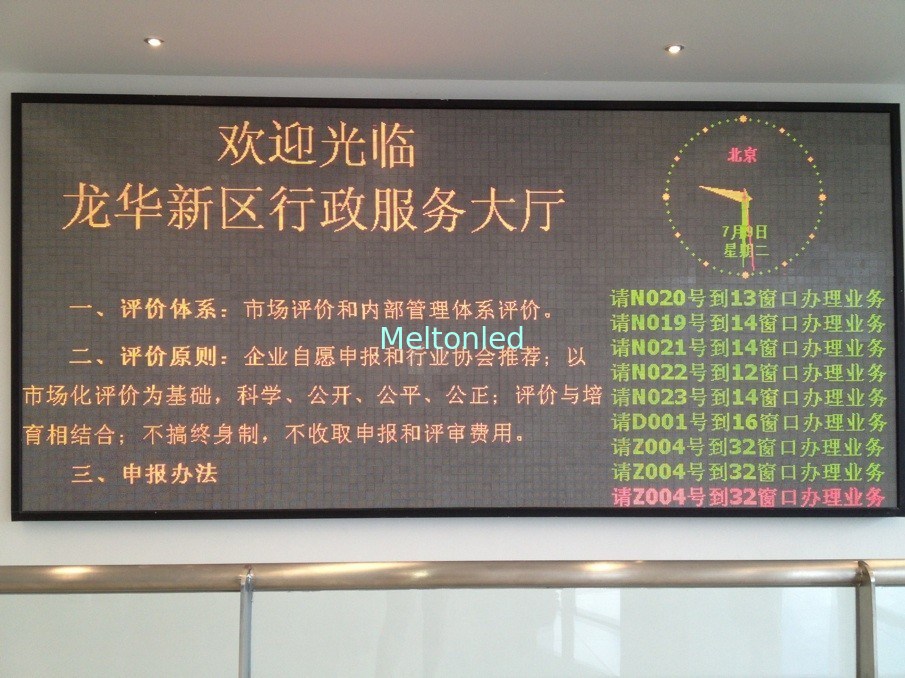 欢迎光临
龙华新区行政服务大厅
一、评价体系：市场评价和内部管理体系评价。
二、评价原则：企业自愿申报和行业协会推荐；以
市场化评价为基础，科学、公开、公平、公正；评价与培
育相结合；不搞终身制，不收取申报和评审费用。
三、申报办法
Meltonled
北京
7月9日
星期二
请N020号到13窗口办理业务
请N019号到14窗口办理业务
请N021号到14窗口办理业务
请N022号到12窗口办理业务
请N023号到14窗口办理业务
请D001号到16窗口办理业务
请Z004号到32窗口办理业务
请Z004号到32窗口办理业务
请Z004号到32窗口办理业务